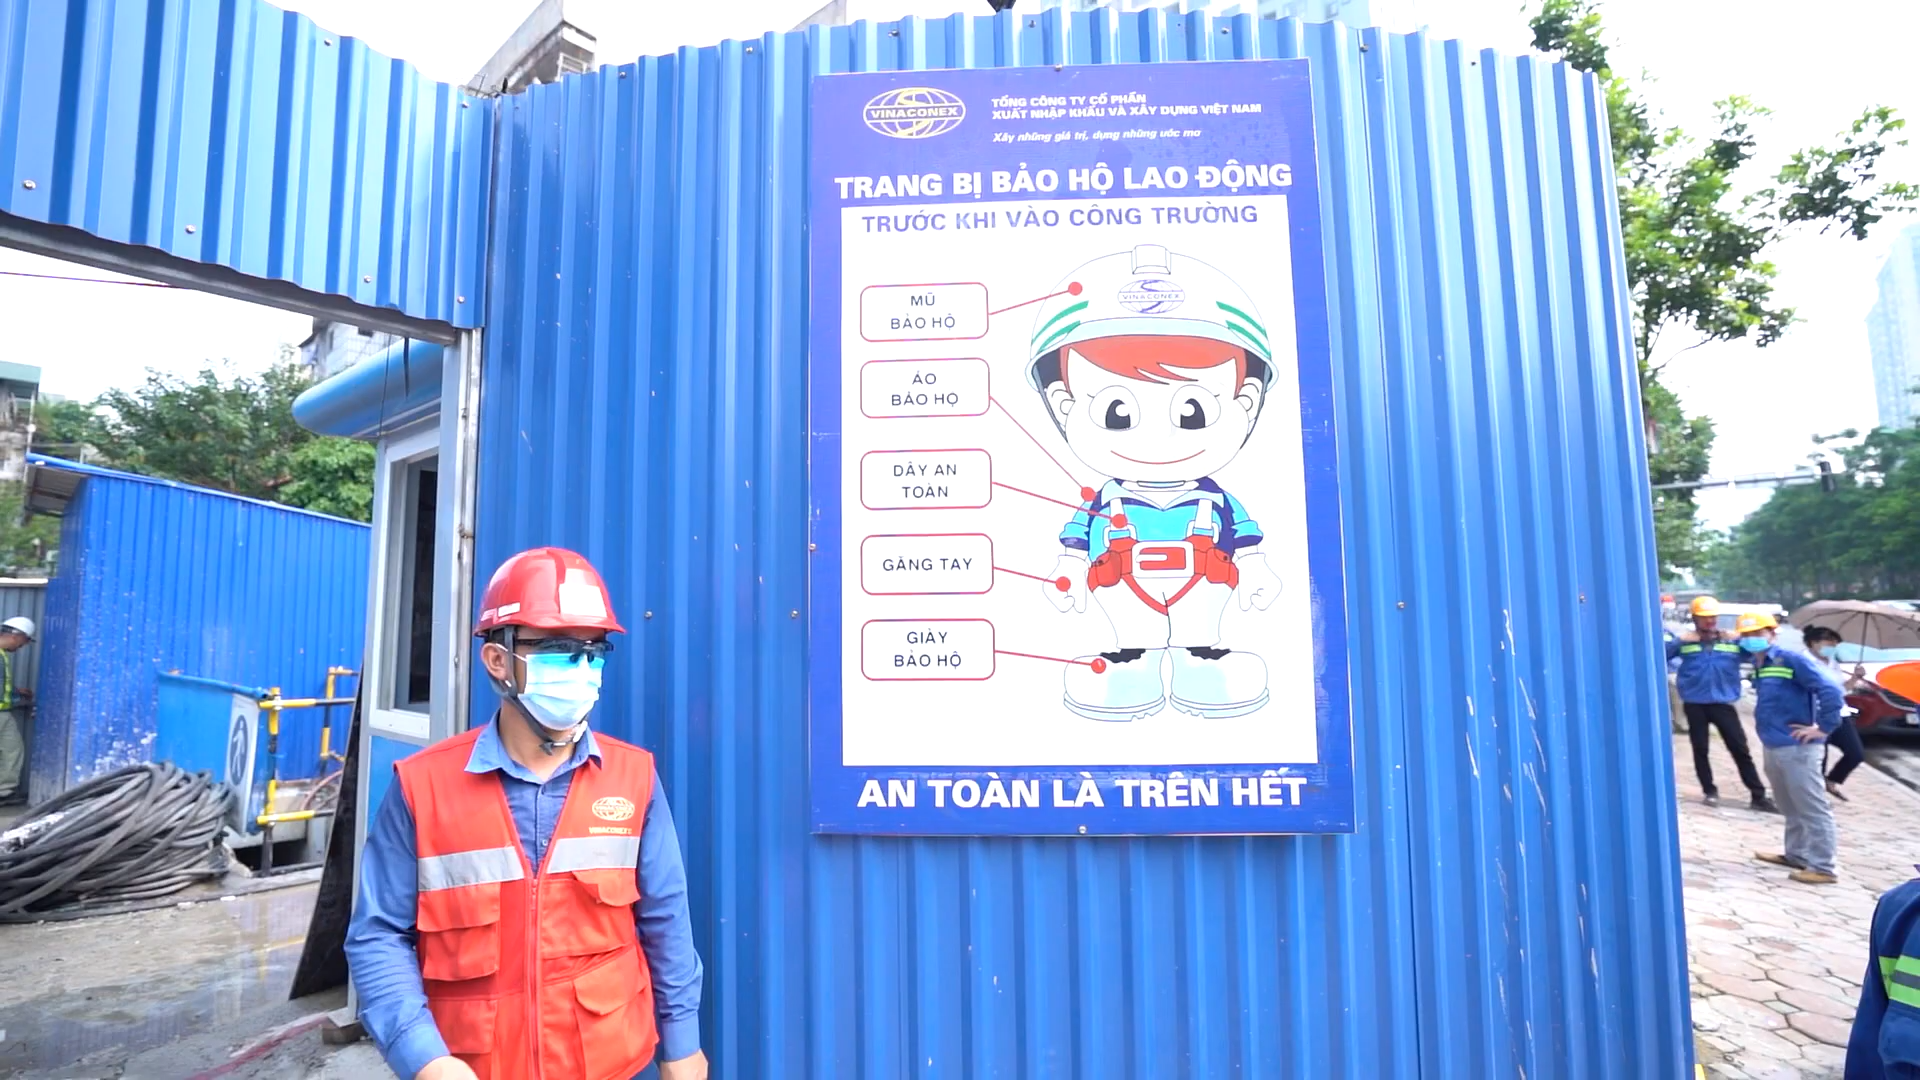 VINACONEX
TỔNG CÔNG TY CỔ PHẦN
XUẤT NHẬP KHẨU VÀ XÂY DỰNG VIỆT NAM
Xây những giá trị, dựng những ước mơ
TRANG BỊ BẢO HỘ LAO ĐỘNG
TRƯỚC KHI VÀO CÔNG TRƯỜNG
MŨ
BẢO HỘ
VINACONEX
ÁO
BẢO HỘ
DÂY AN
TOÀN
GĂNG TAY
GIÀY
BẢO HỘ
AN TOÀN LÀ TRÊN HẾT